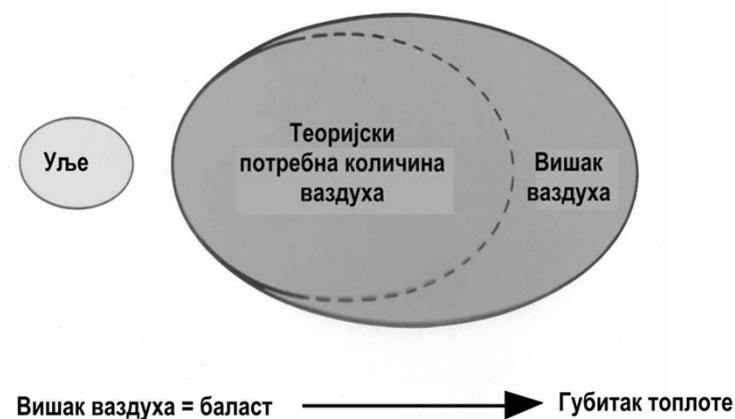 Уље
Теоријски
потребна количина
ваздуха
Вишак
ваздуха
Вишак ваздуха = баласт
Губитак топлоте